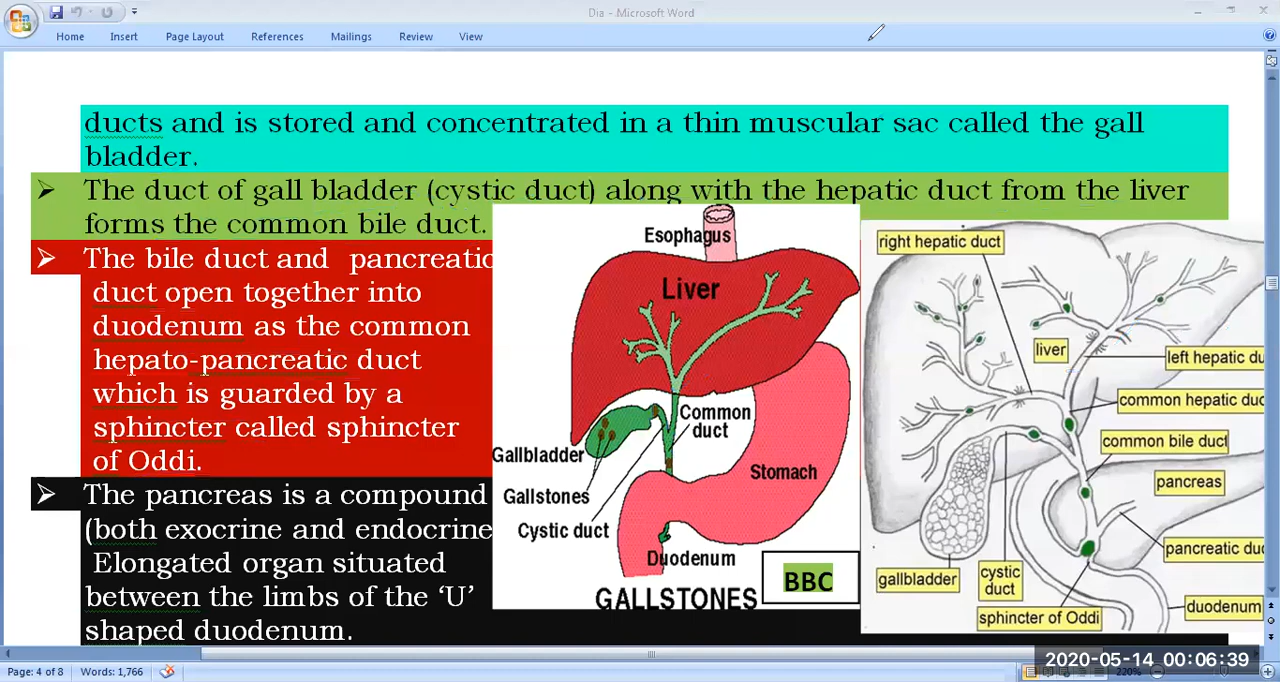 Dia - Microsoft Word
Home Insert Page Layout References Mailings Review View
ducts and is stored and concentrated in a thin muscular sac called the gall
bladder.
➢ The duct of gall bladder (cystic duct) along with the hepatic duct from the liver
forms the common bile duct.
➢ The bile duct and pancreatic
duct open together into
duodenum as the common
hepato-pancreatic duct
which is guarded by a
sphincter called sphincter
of Oddi.
➢ The pancreas is a compound
(both exocrine and endocrine
Elongated organ situated
between the limbs of the ‘U’
shaped duodenum.
Esophagus
Liver
Common
duct
Gallbladder
Stomach
Gallstones
Cystic duct
Duodenum
GALLSTONES
BBC
right hepatic duct
liver
left hepatic du
common hepatic duc
common bile duct
pancreas
pancreatic duc
gallbladder
cystic
duct
duodenum
sphincter of Oddi
Page: 4 of 8 Words: 1,766
2020-05-14 00:06:39
220%